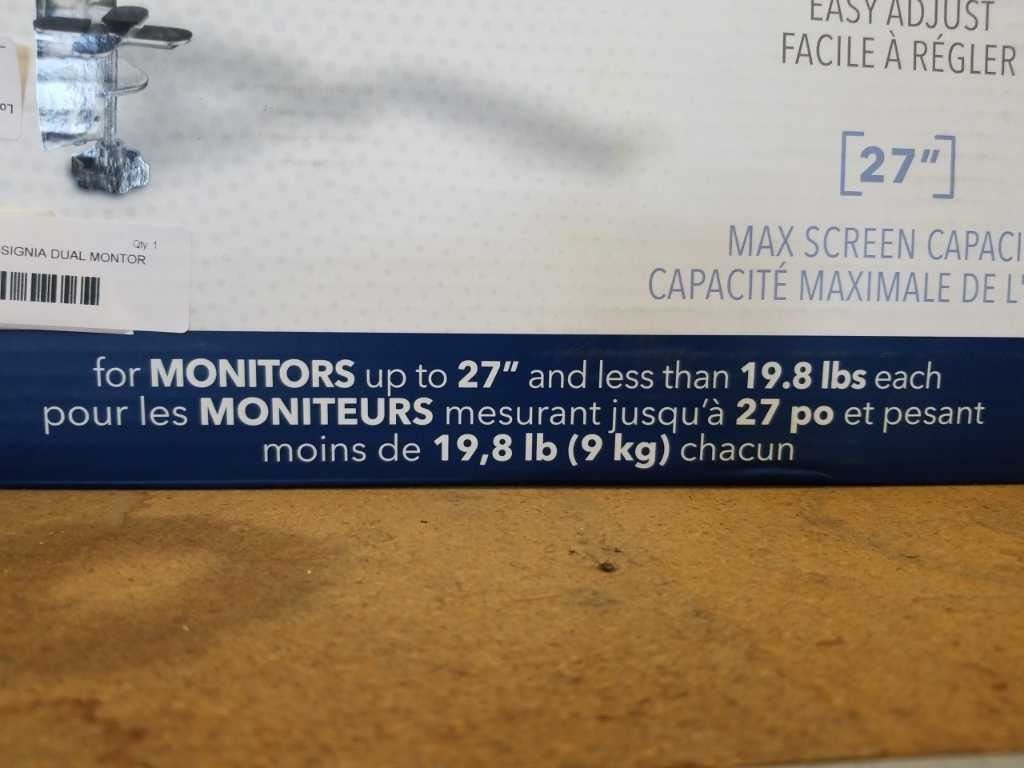 EASY ADJUST
FACILE À RÉGLER
[27"]
MAX SCREEN CAPACI
CAPACITÉ MAXIMALE DE L'
Lo
Qty: 1
SIGNIA DUAL MONTOR
for MONITORS up to 27" and less than 19.8 lbs each
pour les MONITEURS mesurant jusqu'à 27 po et pesant
moins de 19,8 lb (9 kg) chacun